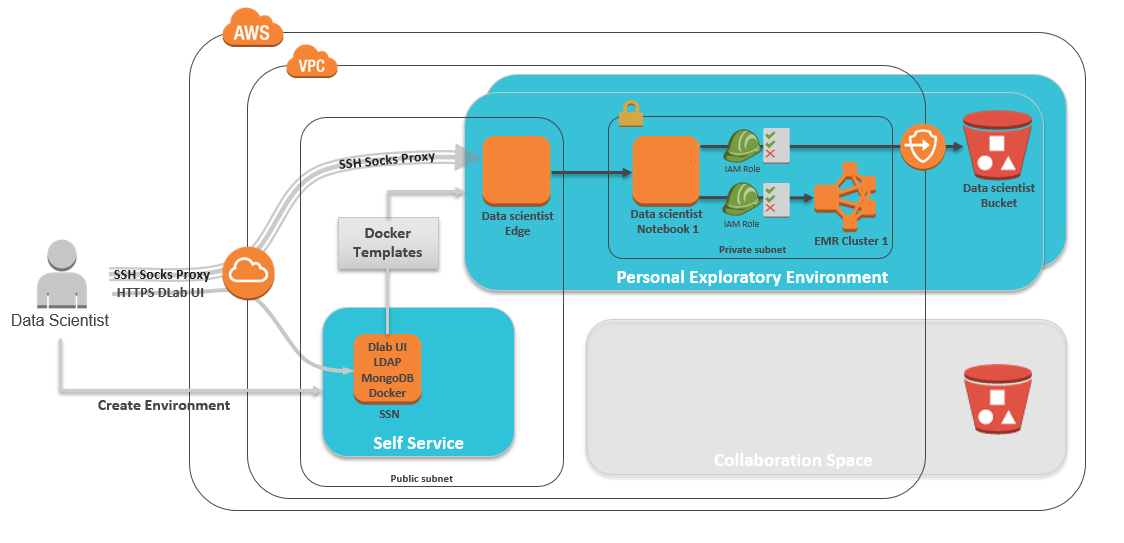 AWS
VPC
SSH Socks Proxy
Data scientist
Edge
Data scientist
Notebook 1
IAM Role
IAM Role
EMR Cluster 1
Private subnet
Data scientist
Bucket
Personal Exploratory Environment
Docker
Templates
SSH Socks Proxy
HTTPS DLab UI
Data Scientist
Create Environment
Dlab UI
LDAP
MongoDB
Docker
SSN
Self Service
Public subnet
Collaboration Space